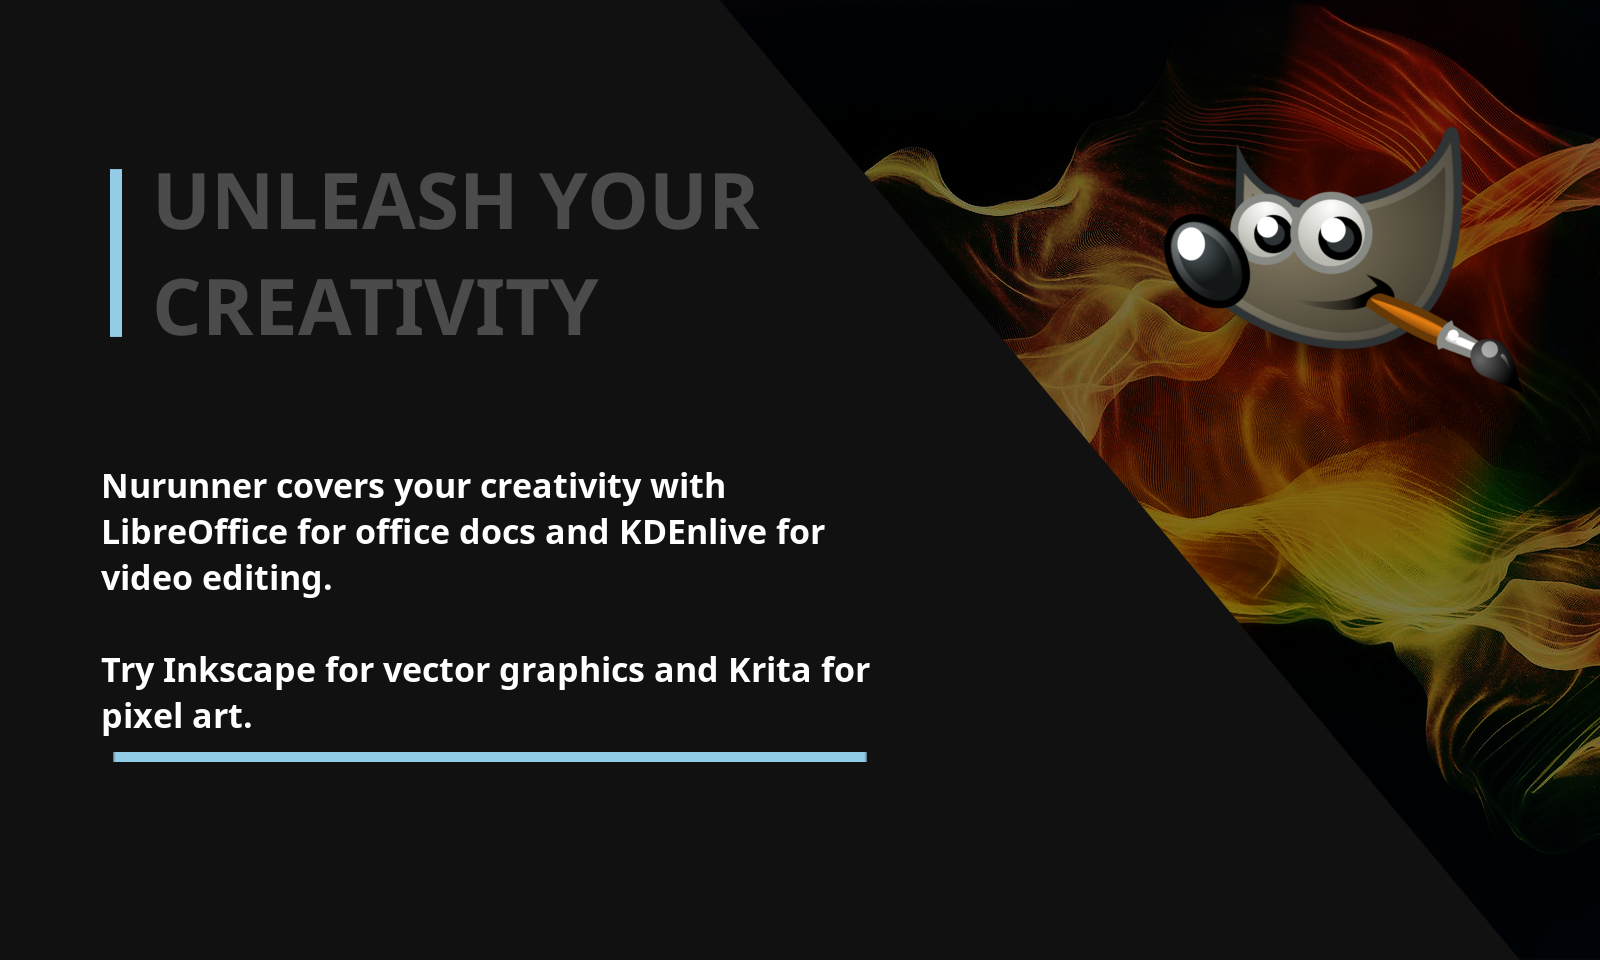 UNLEASH YOUR
CREATIVITY
Nurunner covers your creativity with
LibreOffice for office docs and KDEnlive for
video editing.
Try Inkscape for vector graphics and Krita for
pixel art.